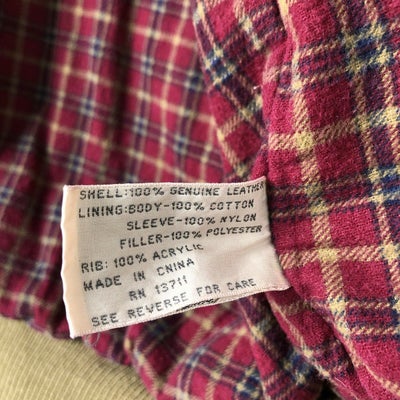 SHELL:100% GENUINE LEATHER
LINING:BODY-100% COTTON
SLEEVE-100% NYLON
FILLER-100% POLYESTER
RIB: 100% ACRYLIC
MADE IN CHINA
RN 13711
SEE REVERSE FOR CARE